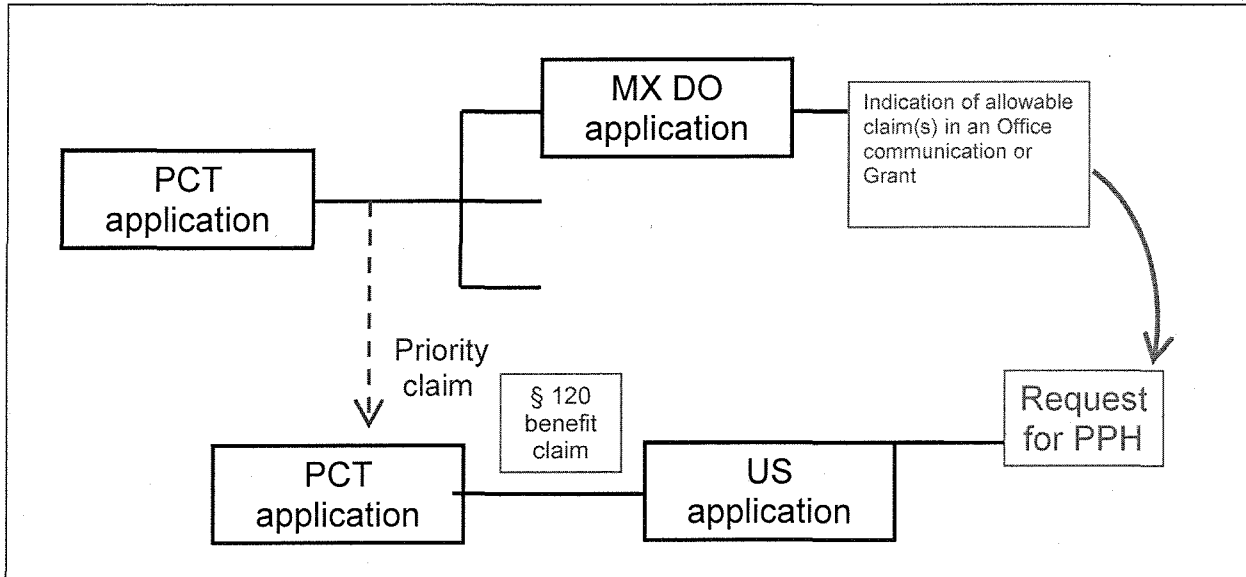 MX DO
application
Indication of allowable
claim(s) in an Office
communication or
Grant
PCT
application
Priority
claim
§ 120
benefit
claim
Request
for PPH
PCT
application
US
application